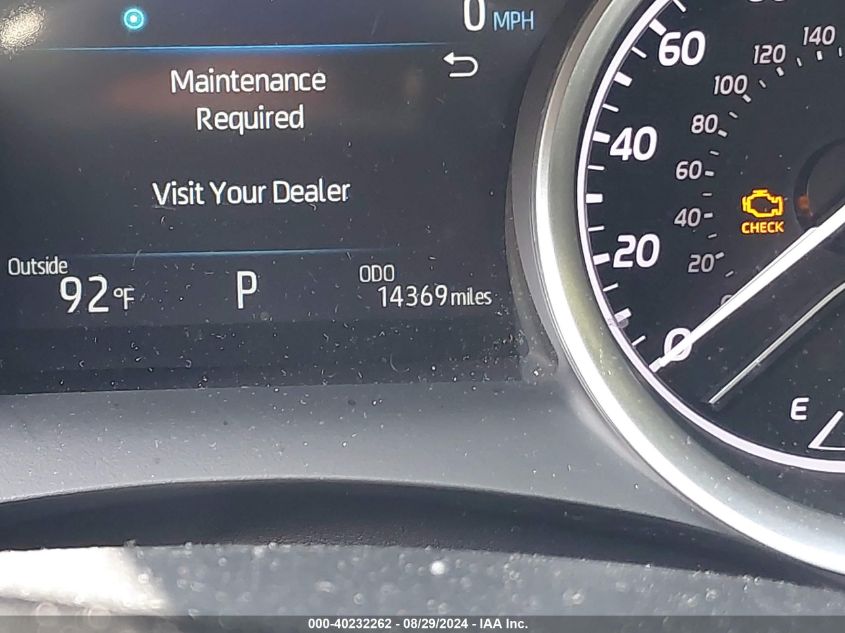 0 MPH
Maintenance
Required
Visit Your Dealer
Outside
92°F
P
ODO
14369 miles
60
40
20
0
140
120
100
80
60
40
20
CHECK
E
000-40232262 - 08/29/2024 - IAA Inc.